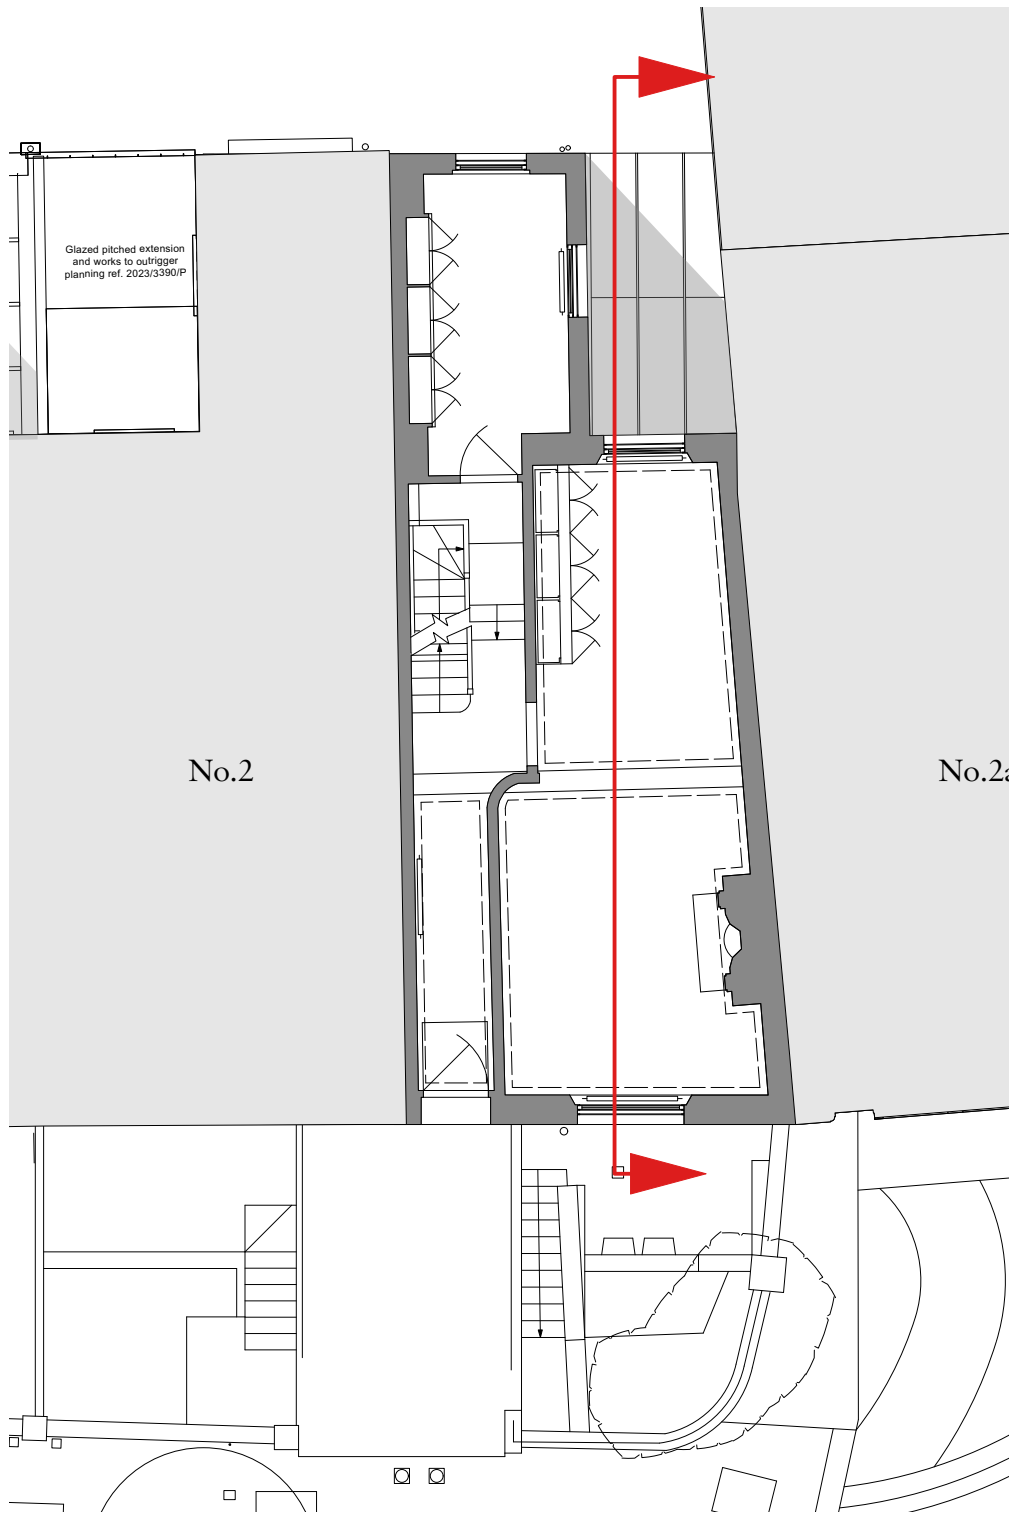 Glazed pitched extension
and works to outrigger
planning ref. 2023/3390/P
No.2
No.2a